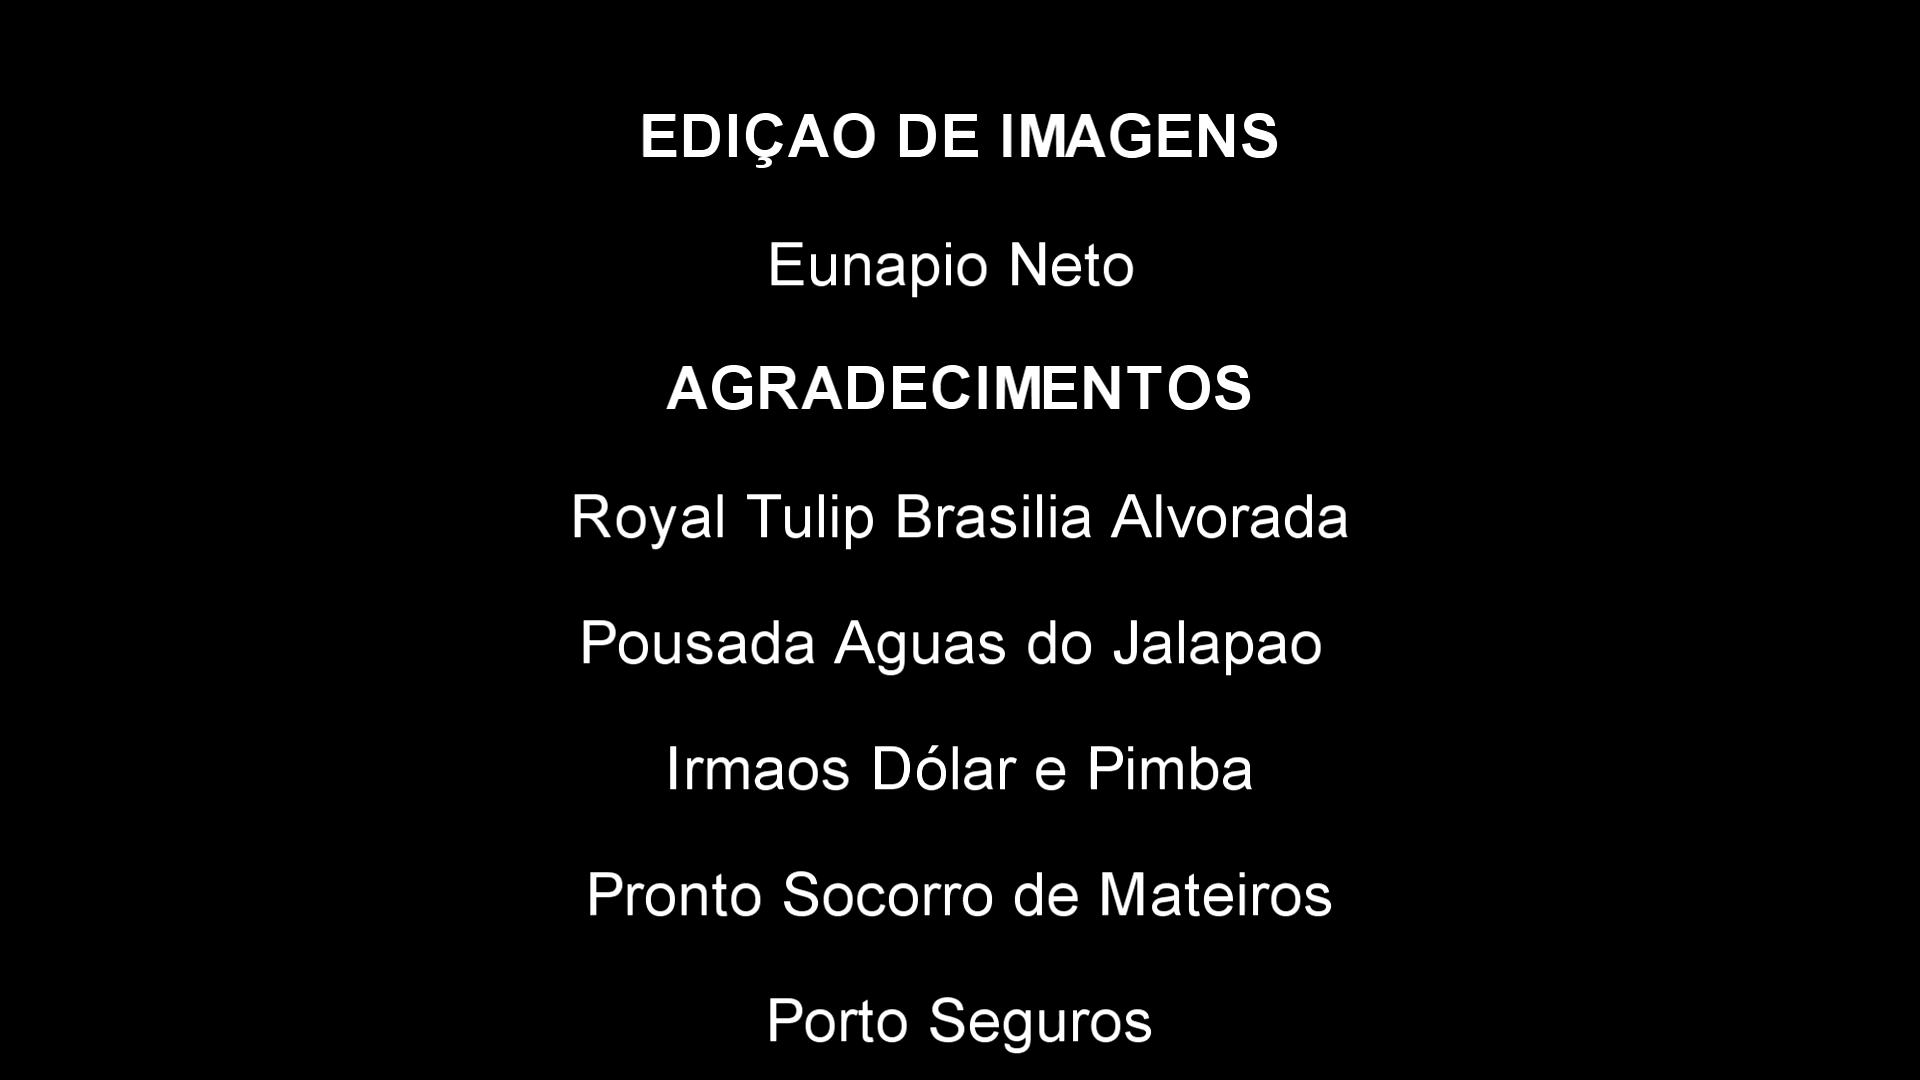 EDIÇAO DE IMAGENS
Eunapio Neto
AGRADECIMENTOS
Royal Tulip Brasilia Alvorada
Pousada Aguas do Jalapao
Irmaos Dólar e Pimba
Pronto Socorro de Mateiros
Porto Seguros